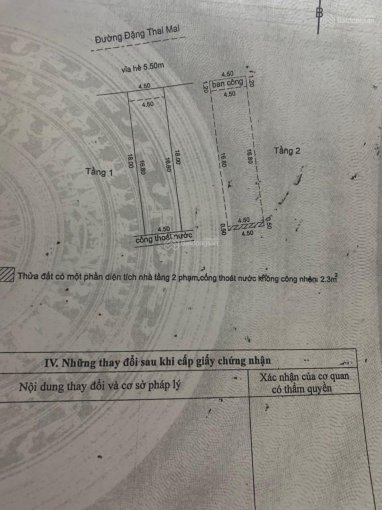 B
Đường Đặng Thai Mai
vỉa hè 5.50m
4.50
4.50
18.00
16.80
16.80
18.00
4.50
cống thoát nước
Tầng 1
4.50
ban công
1.20
1.20
4.50
16.80
16.80
0.50
0.50
4.50
4.50
Tầng 2
Thửa đất có một phần diện tích nhà tầng 2 phạm cống thoát nước không công nhận 2.3m²
IV. Những thay đổi sau khi cấp giấy chứng nhận
Nội dung thay đổi và cơ sở pháp lý
Xác nhận của cơ quan
có thẩm quyền